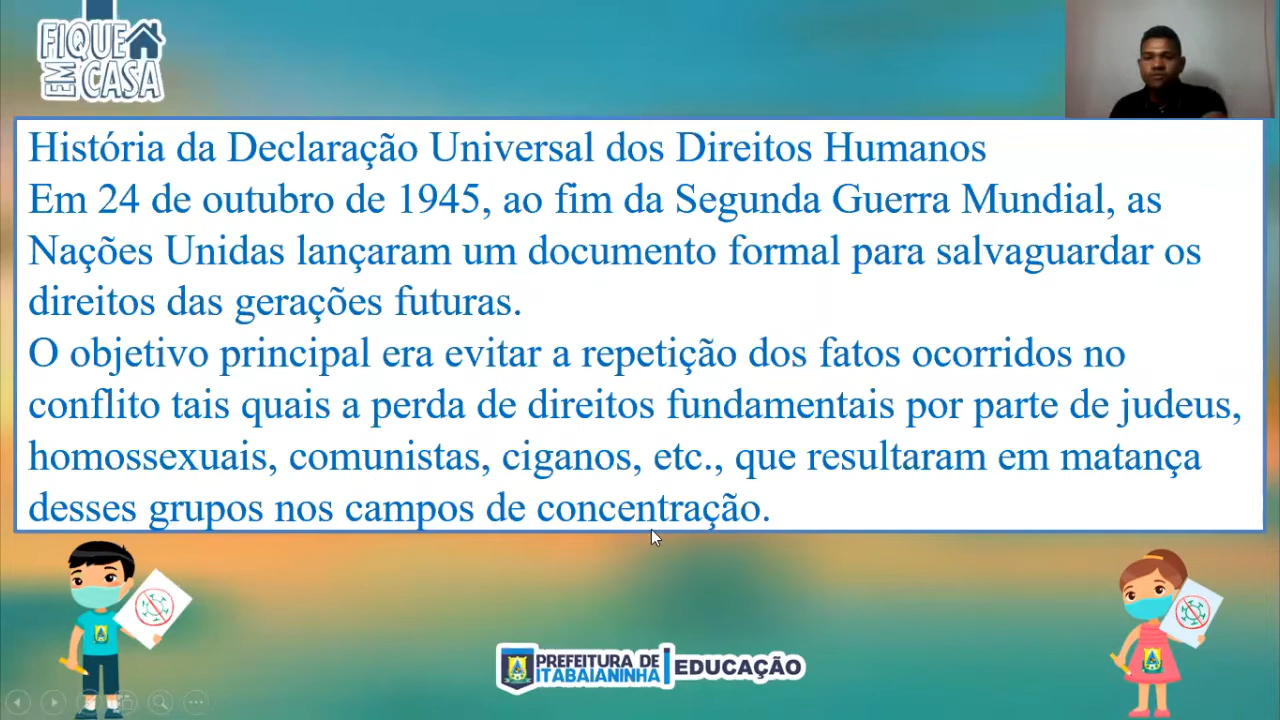 FIQUE
EM
CASA
História da Declaração Universal dos Direitos Humanos
Em 24 de outubro de 1945, ao fim da Segunda Guerra Mundial, as
Nações Unidas lançaram um documento formal para salvaguardar os
direitos das gerações futuras.
O objetivo principal era evitar a repetição dos fatos ocorridos no
conflito tais quais a perda de direitos fundamentais por parte de judeus,
homossexuais, comunistas, ciganos, etc., que resultaram em matança
desses grupos nos campos de concentração.
PREFEITURA DE
ITABAIANINHA
EDUCAÇÃO